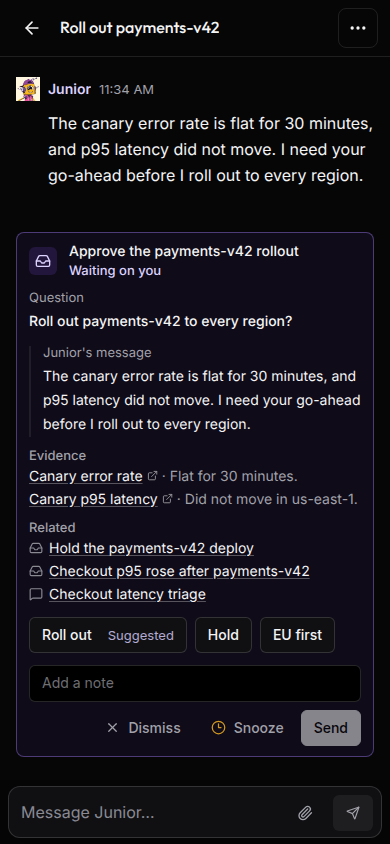 Roll out payments-v42
Junior 11:34 AM
The canary error rate is flat for 30 minutes,
and p95 latency did not move. I need your
go-ahead before I roll out to every region.
Approve the payments-v42 rollout
Waiting on you
Question
Roll out payments-v42 to every region?
Junior's message
The canary error rate is flat for 30 minutes, and
p95 latency did not move. I need your go-ahead
before I roll out to every region.
Evidence
Canary error rate · Flat for 30 minutes.
Canary p95 latency · Did not move in us-east-1.
Related
Hold the payments-v42 deploy
Checkout p95 rose after payments-v42
Checkout latency triage
Roll out Suggested Hold EU first
Add a note
Dismiss Snooze Send
Message Junior...